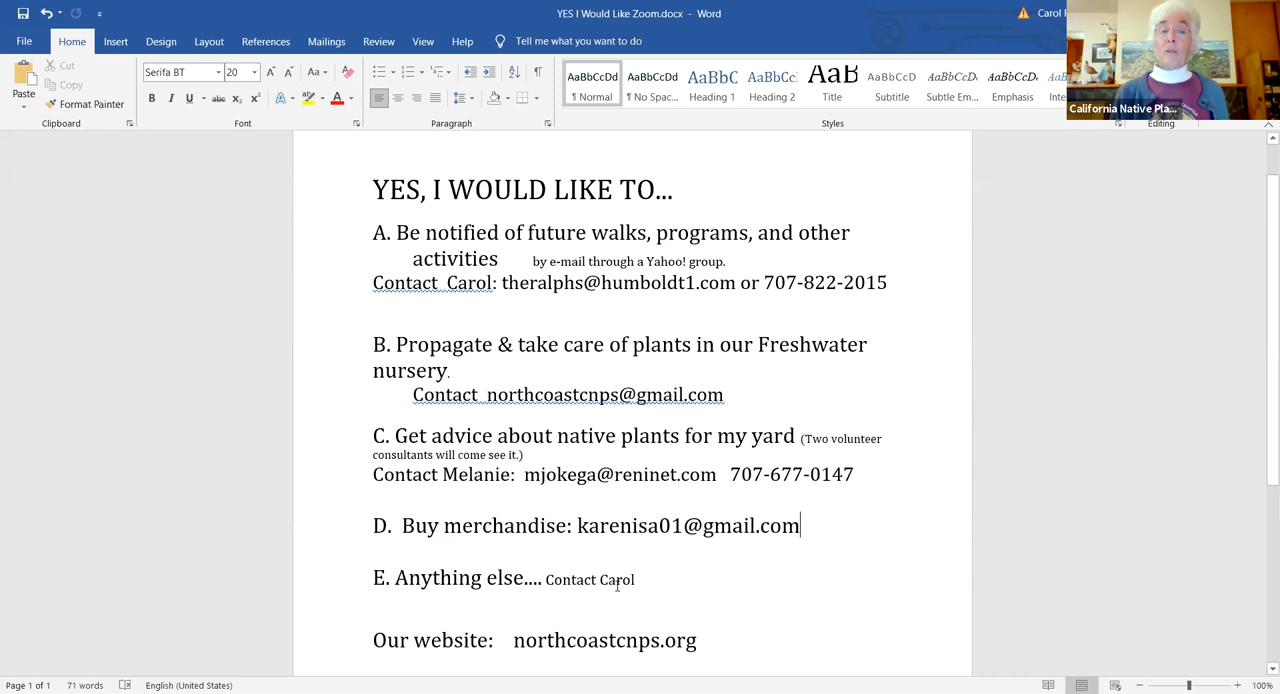 YES I Would Like Zoom.docx - Word
Carol
File Home Insert Design Layout References Mailings Review View Help Tell me what you want to do
Paste
Cut
Copy
Format Painter
Clipboard
Serifa BT 20
Font
Paragraph
AaBbCcDd AaBbCcDd AaBbC AaBbCc AaB AaBbCcD AaBbCcDd AaBbCcDd
¶ Normal ¶ No Spac... Heading 1 Heading 2 Title Subtitle Subtle Em... Emphasis
Styles
Editing
California Native Pla...
YES, I WOULD LIKE TO...
A. Be notified of future walks, programs, and other
activities by e-mail through a Yahoo! group.
Contact Carol: theralphs@humboldt1.com or 707-822-2015
B. Propagate & take care of plants in our Freshwater
nursery.
Contact northcoastcnps@gmail.com
C. Get advice about native plants for my yard (Two volunteer
consultants will come see it.)
Contact Melanie: mjokega@reninet.com 707-677-0147
D. Buy merchandise: karenisa01@gmail.com
E. Anything else.... Contact Carol
Our website: northcoastcnps.org
Page 1 of 1 71 words English (United States) 100%